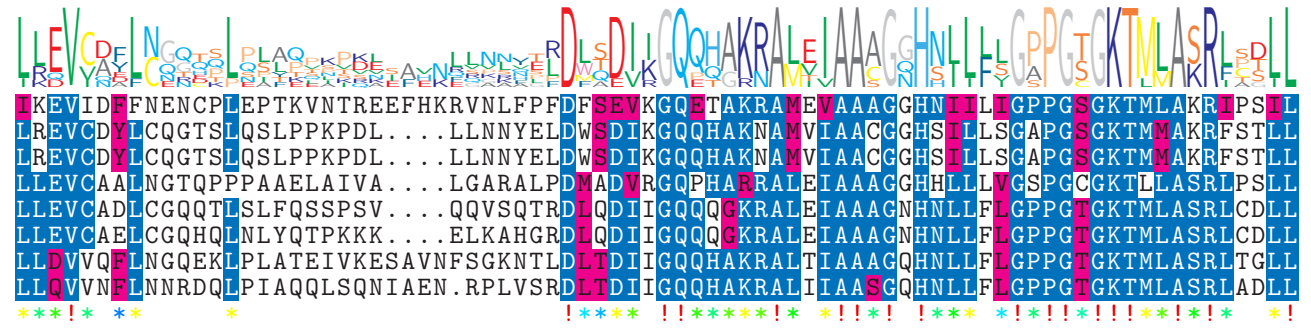 IKEVIDFFNENCPLEPTKVNTREEFHKRVNLFPFDFSEVKGQETAKRAMEVAAAGGHNIILIGPPGSGKTMLAKRIPSIL
LREVCDYLCQGTSLQSLPPKPDL....LLNNYELDWSDIKGQQHAKNAMVIAACGGHSILLSGAPGSGKTMMAKRFSTLL
LREVCDYLCQGTSLQSLPPKPDL....LLNNYELDWSDIKGQQHAKNAMVIAACGGHSILLSGAPGSGKTMMAKRFSTLL
LLEVCAALNGTQPPPAAELAIVA....LGARALPDMADVRGQPHARRALEIAAAGGHHLLLVGSPGCGKTLLASRLPSLL
LLEVCADLCGQQTLSLFQSSPSV....QQVSQTRDLQDIIGQQQGKRALEIAAAGNHNLLFLGPPGTGKTMLASRLCDLL
LLEVCAELCGQHQLNLYQTPKKK....ELKAHGRDLQDIIGQQQGKRALEIAAAGNHNLLFLGPPGTGKTMLASRLCDLL
LLDVVQFLNGQEKLPLATEIVKESAVNFSGKNTLDLTDIIGQQHAKRALTIAAAGQHNLLFLGPPGTGKTMLASRLTGLL
LLQVVNFLNNRDQLPIAQQLSQNIAEN.RPLVSRDLTDIIGQQHAKRALIIAASGQHNLLFLGPPGTGKTMLASRLADLL